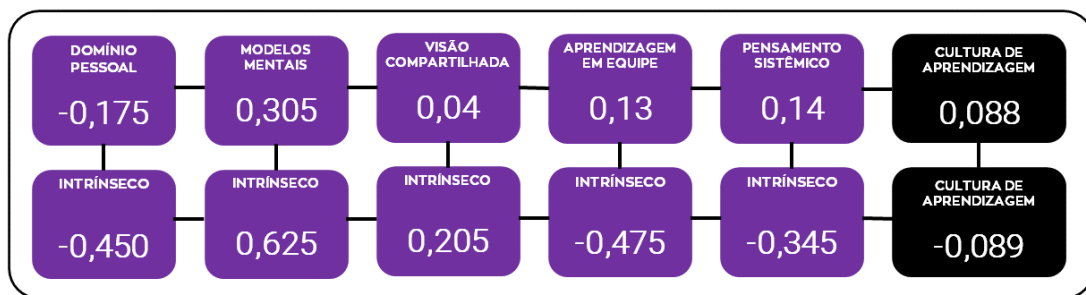 DOMÍNIO
PESSOAL
-0,175
MODELOS
MENTAIS
0,305
VISÃO
COMPARTILHADA
0,04
APRENDIZAGEM
EM EQUIPE
0,13
PENSAMENTO
SISTÊMICO
0,14
CULTURA DE
APRENDIZAGEM
0,088
INTRÍNSECO
-0,450
INTRÍNSECO
0,625
INTRÍNSECO
0,205
INTRÍNSECO
-0,475
INTRÍNSECO
-0,345
CULTURA DE
APRENDIZAGEM
-0,089